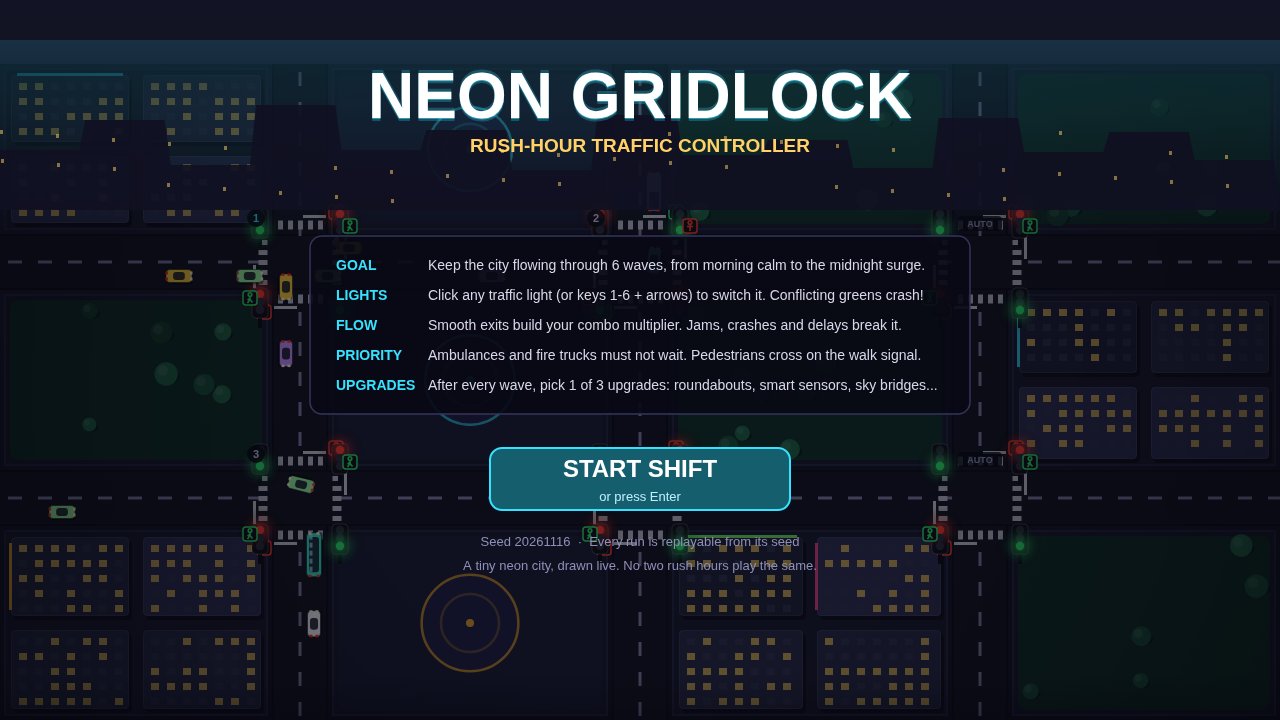 NEON GRIDLOCK
RUSH-HOUR TRAFFIC CONTROLLER
1
2
AUTO
GOAL Keep the city flowing through 6 waves, from morning calm to the midnight surge.
LIGHTS Click any traffic light (or keys 1-6 + arrows) to switch it. Conflicting greens crash!
FLOW Smooth exits build your combo multiplier. Jams, crashes and delays break it.
PRIORITY Ambulances and fire trucks must not wait. Pedestrians cross on the walk signal.
UPGRADES After every wave, pick 1 of 3 upgrades: roundabouts, smart sensors, sky bridges...
3
AUTO
START SHIFT
or press Enter
Seed 20261116 · Every run is replayable from its seed
A tiny neon city, drawn live. No two rush hours play the same.